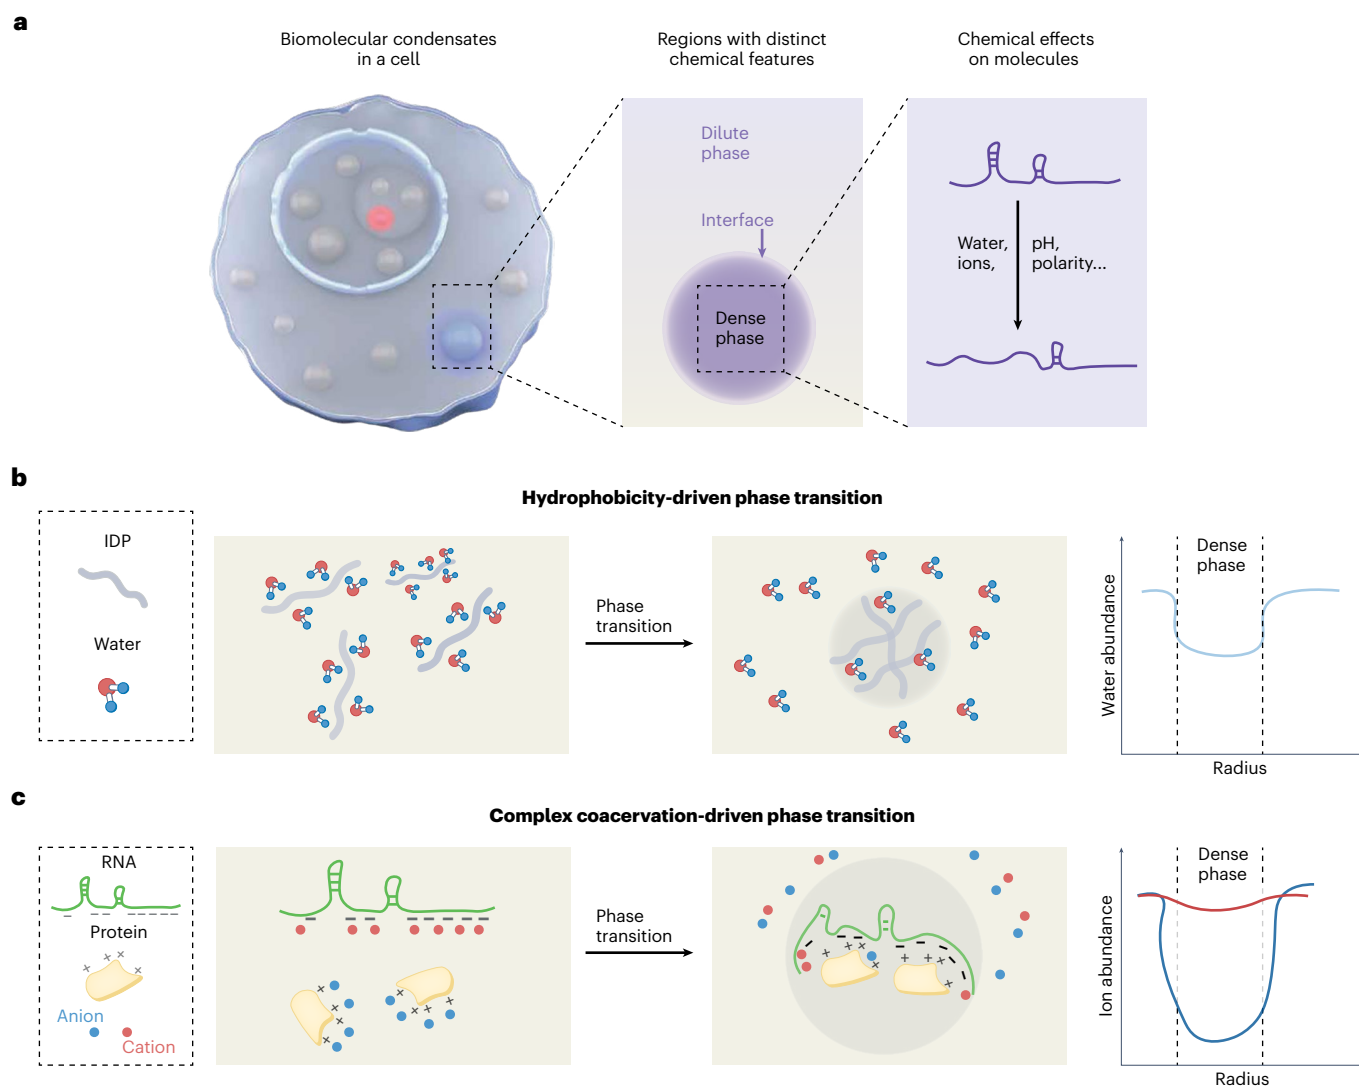 a
Biomolecular condensates
in a cell
Regions with distinct
chemical features
Chemical effects
on molecules
Dilute
phase
Interface
Dense
phase
Water,
ions,
pH,
polarity...
b
Hydrophobicity-driven phase transition
IDP
Water
Phase
transition
Dense
phase
Water abundance
Radius
c
Complex coacervation-driven phase transition
RNA
Protein
Anion
Cation
Phase
transition
Dense
phase
Ion abundance
Radius